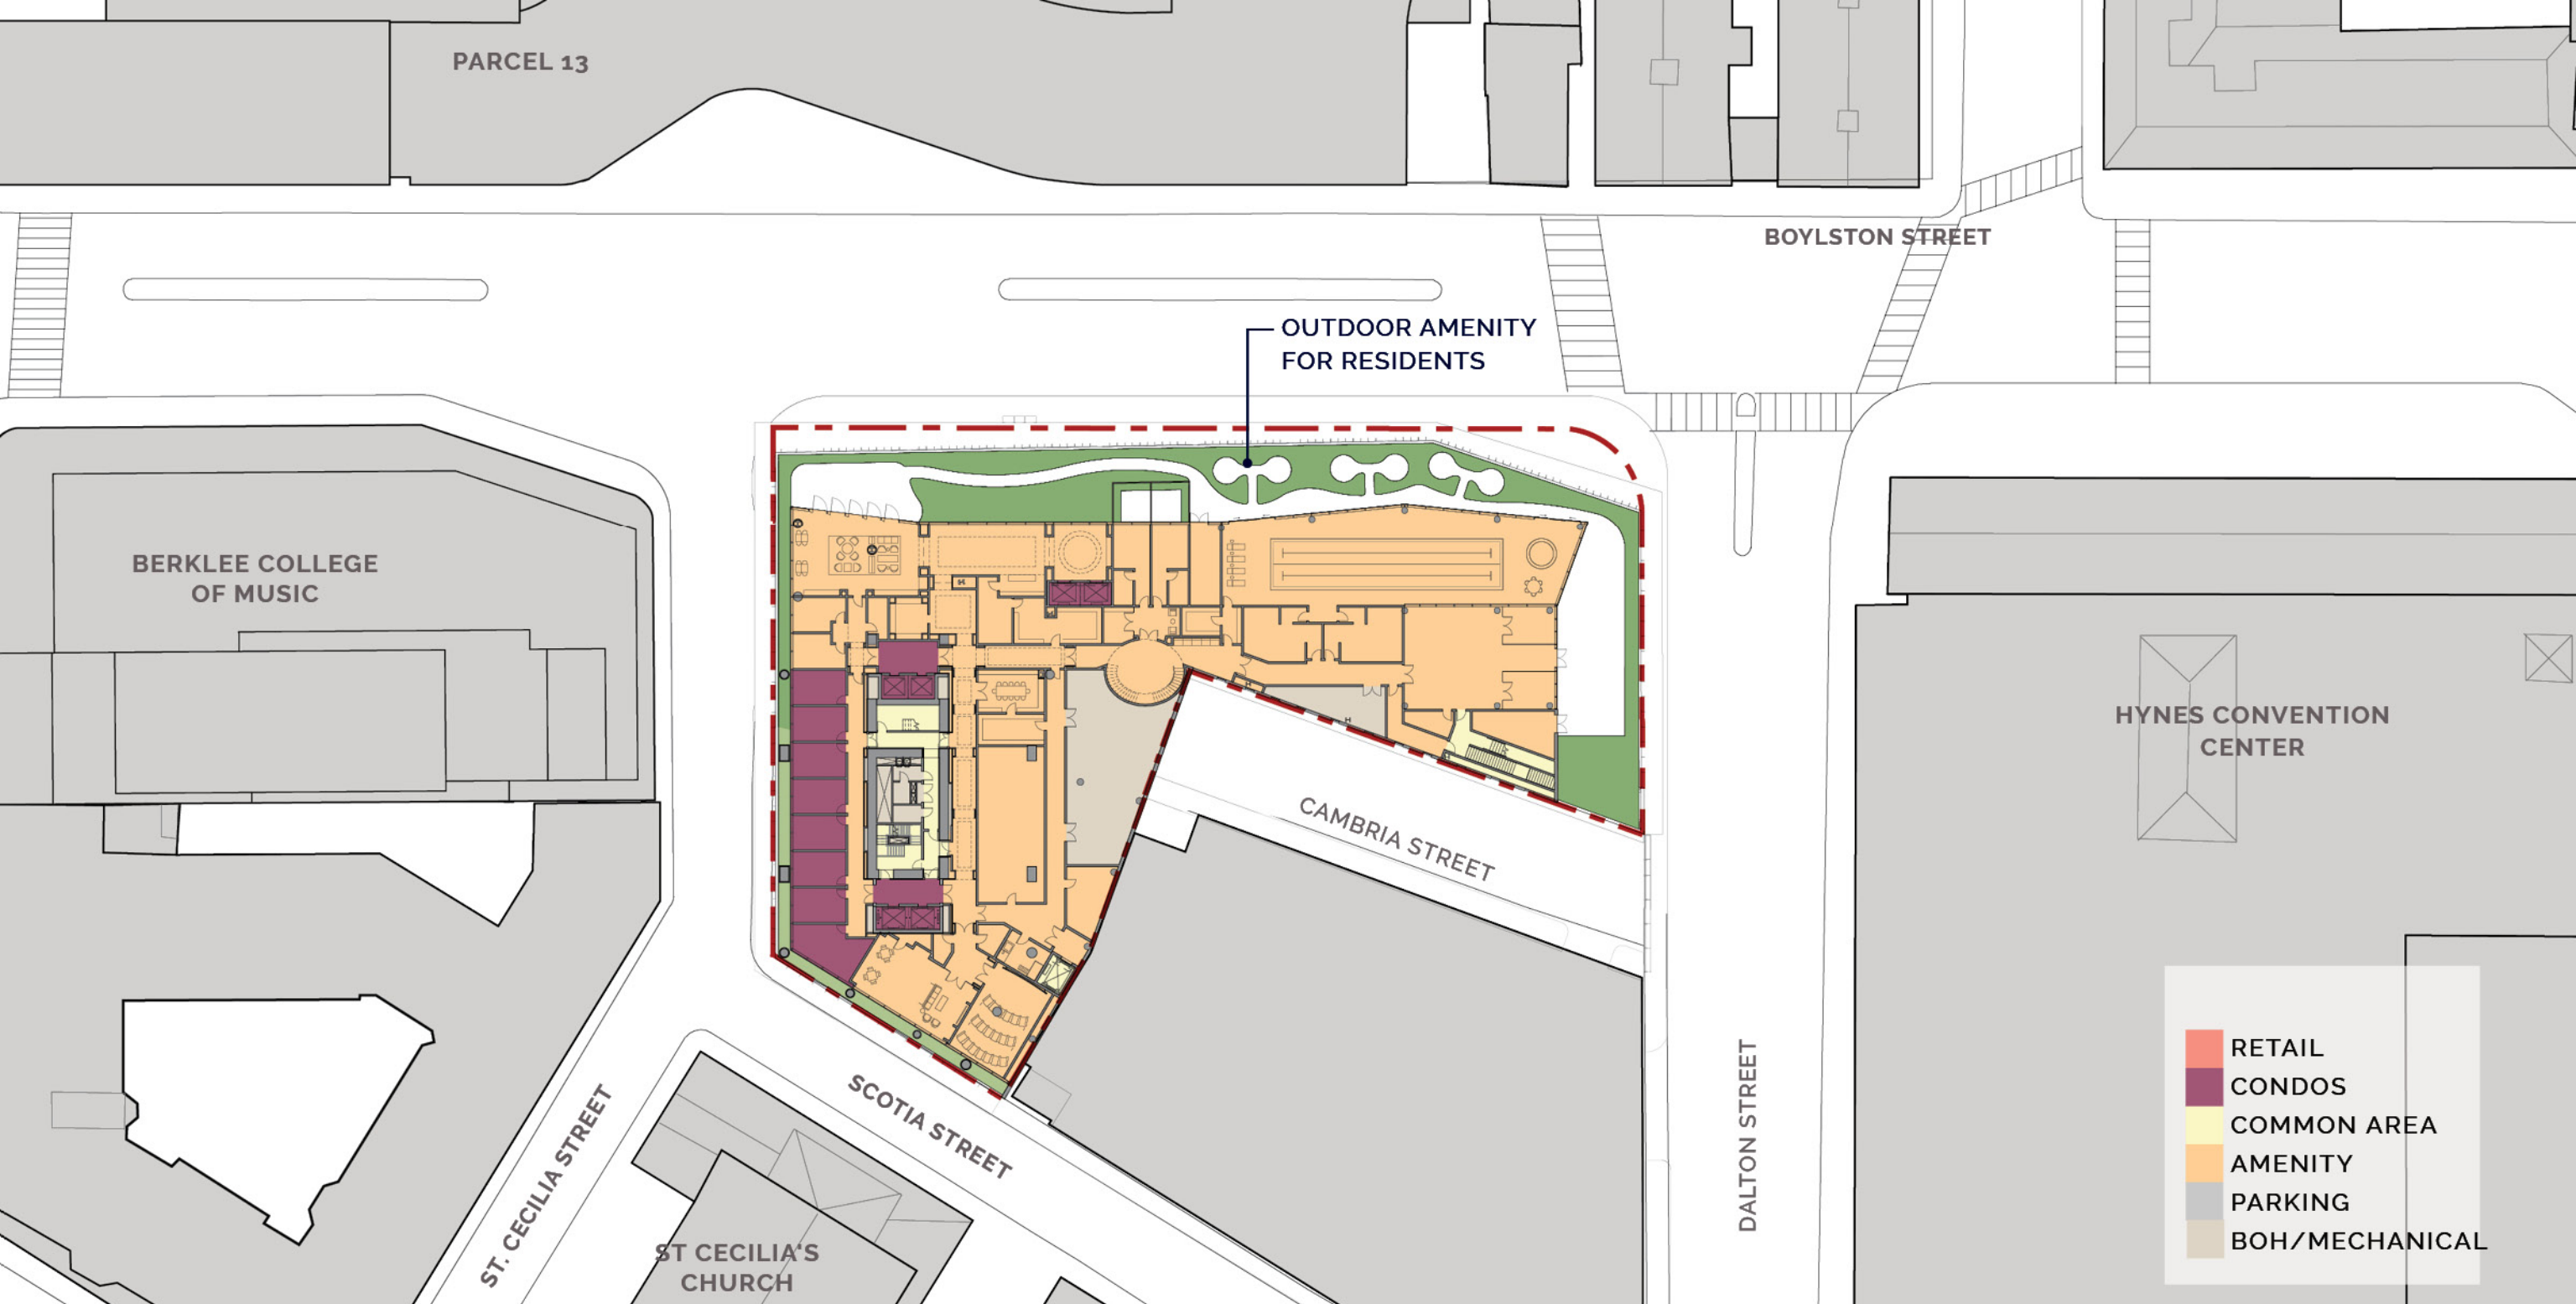 PARCEL 13
BOYLSTON STREET
OUTDOOR AMENITY
FOR RESIDENTS
BERKLEE COLLEGE
OF MUSIC
HYNES CONVENTION
CENTER
CAMBRIA STREET
SCOTIA STREET
ST. CECILIA STREET
DALTON STREET
ST CECILIA'S
CHURCH
RETAIL
CONDOS
COMMON AREA
AMENITY
PARKING
BOH/MECHANICAL